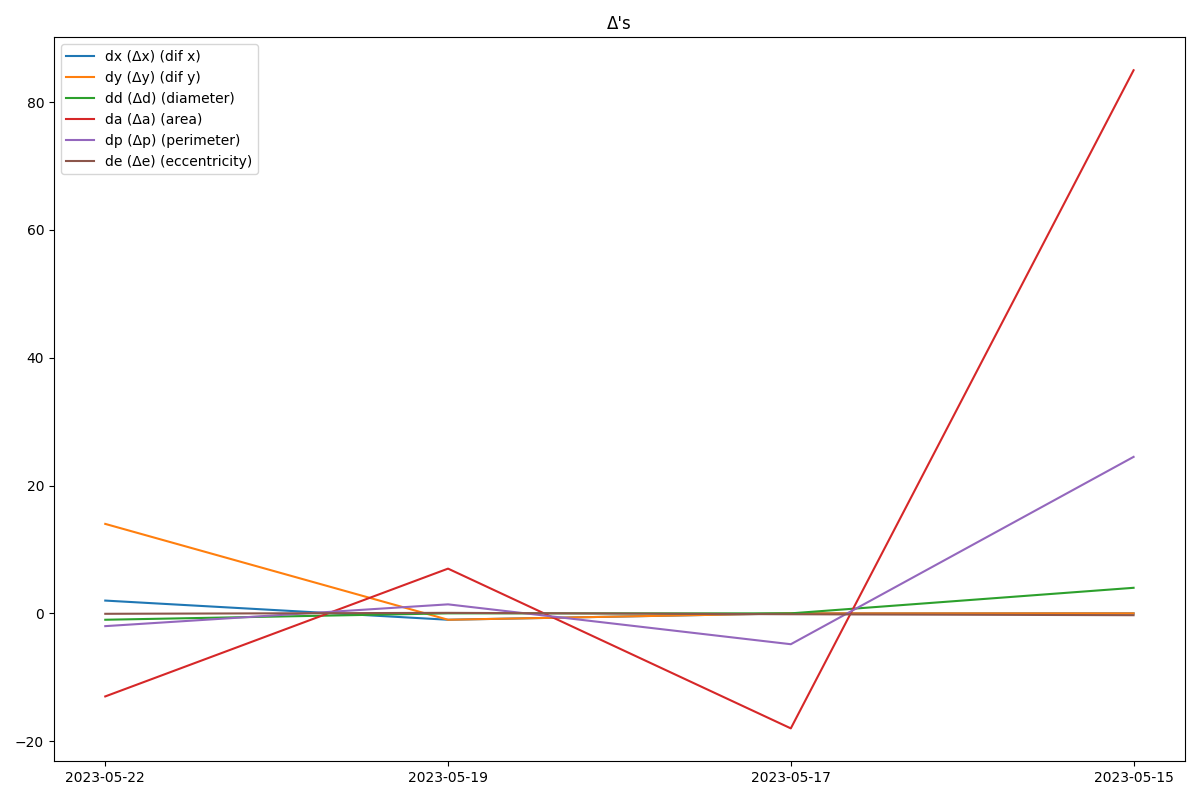 Δ's
dx (Δx) (dif x)
dy (Δy) (dif y)
dd (Δd) (diameter)
da (Δa) (area)
dp (Δp) (perimeter)
de (Δe) (eccentricity)
80
60
40
20
0
−20
2023-05-22 2023-05-19 2023-05-17 2023-05-15